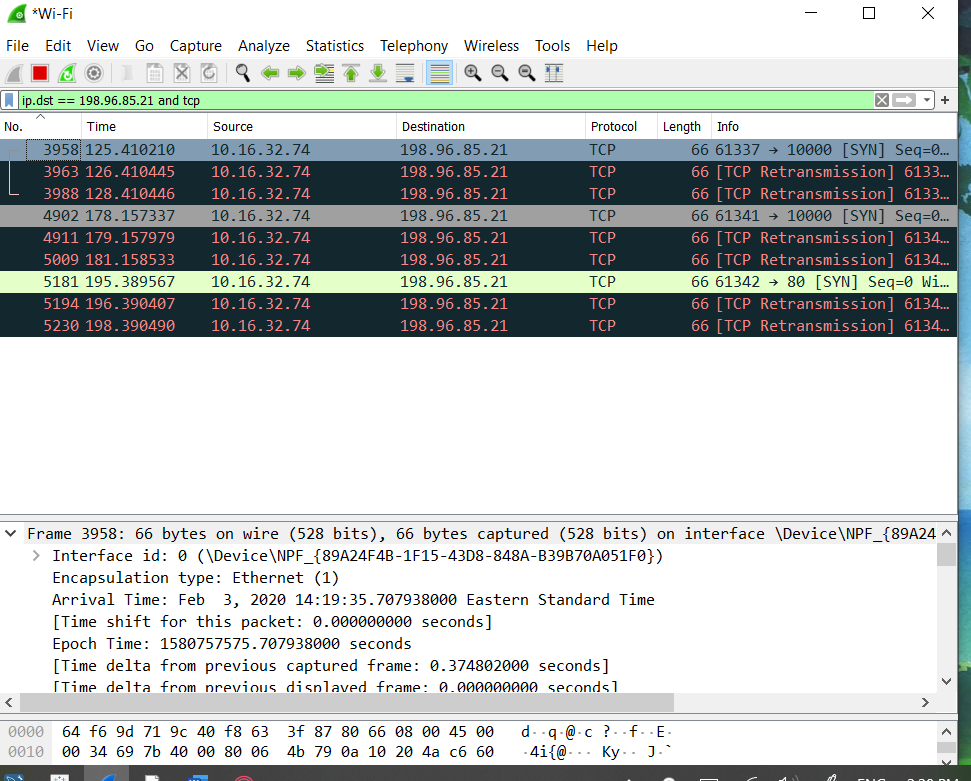 *Wi-Fi
File Edit View Go Capture Analyze Statistics Telephony Wireless Tools Help
ip.dst == 198.96.85.21 and tcp
No. Time Source Destination Protocol Length Info
3958 125.410210 10.16.32.74 198.96.85.21 TCP 66 61337 → 10000 [SYN] Seq=0…
3963 126.410445 10.16.32.74 198.96.85.21 TCP 66 [TCP Retransmission] 6133…
3988 128.410446 10.16.32.74 198.96.85.21 TCP 66 [TCP Retransmission] 6133…
4902 178.157337 10.16.32.74 198.96.85.21 TCP 66 61341 → 10000 [SYN] Seq=0…
4911 179.157979 10.16.32.74 198.96.85.21 TCP 66 [TCP Retransmission] 6134…
5009 181.158533 10.16.32.74 198.96.85.21 TCP 66 [TCP Retransmission] 6134…
5181 195.389567 10.16.32.74 198.96.85.21 TCP 66 61342 → 80 [SYN] Seq=0 Wi…
5194 196.390407 10.16.32.74 198.96.85.21 TCP 66 [TCP Retransmission] 6134…
5230 198.390490 10.16.32.74 198.96.85.21 TCP 66 [TCP Retransmission] 6134…
Frame 3958: 66 bytes on wire (528 bits), 66 bytes captured (528 bits) on interface \Device\NPF_{89A24
Interface id: 0 (\Device\NPF_{89A24F4B-1F15-43D8-848A-B39B70A051F0})
Encapsulation type: Ethernet (1)
Arrival Time: Feb  3, 2020 14:19:35.707938000 Eastern Standard Time
[Time shift for this packet: 0.000000000 seconds]
Epoch Time: 1580757575.707938000 seconds
[Time delta from previous captured frame: 0.374802000 seconds]
[Time delta from previous displayed frame: 0.000000000 seconds]
0000 64 f6 9d 71 9c 40 f8 63 3f 87 80 66 08 00 45 00 d··q·@·c ?··f··E·
0010 00 34 69 7b 40 00 80 06 4b 79 0a 10 20 4a c6 60 ·4i{@··· Ky·· J·`